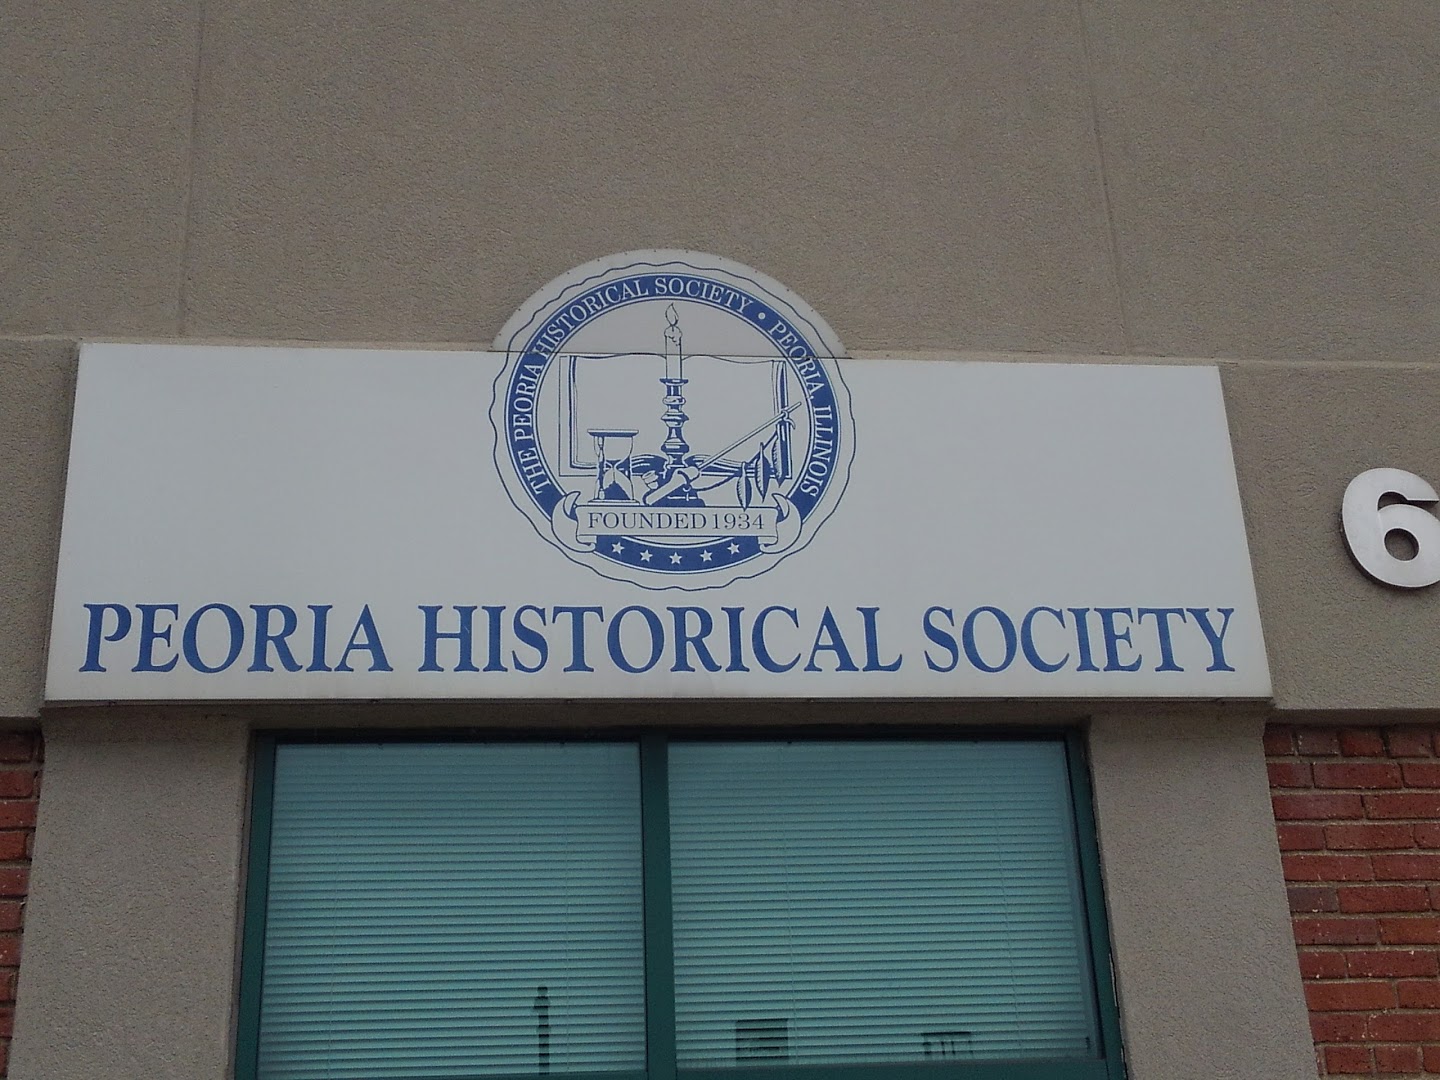 THE PEORIA HISTORICAL SOCIETY • PEORIA, ILLINOIS
FOUNDED 1934
PEORIA HISTORICAL SOCIETY
6